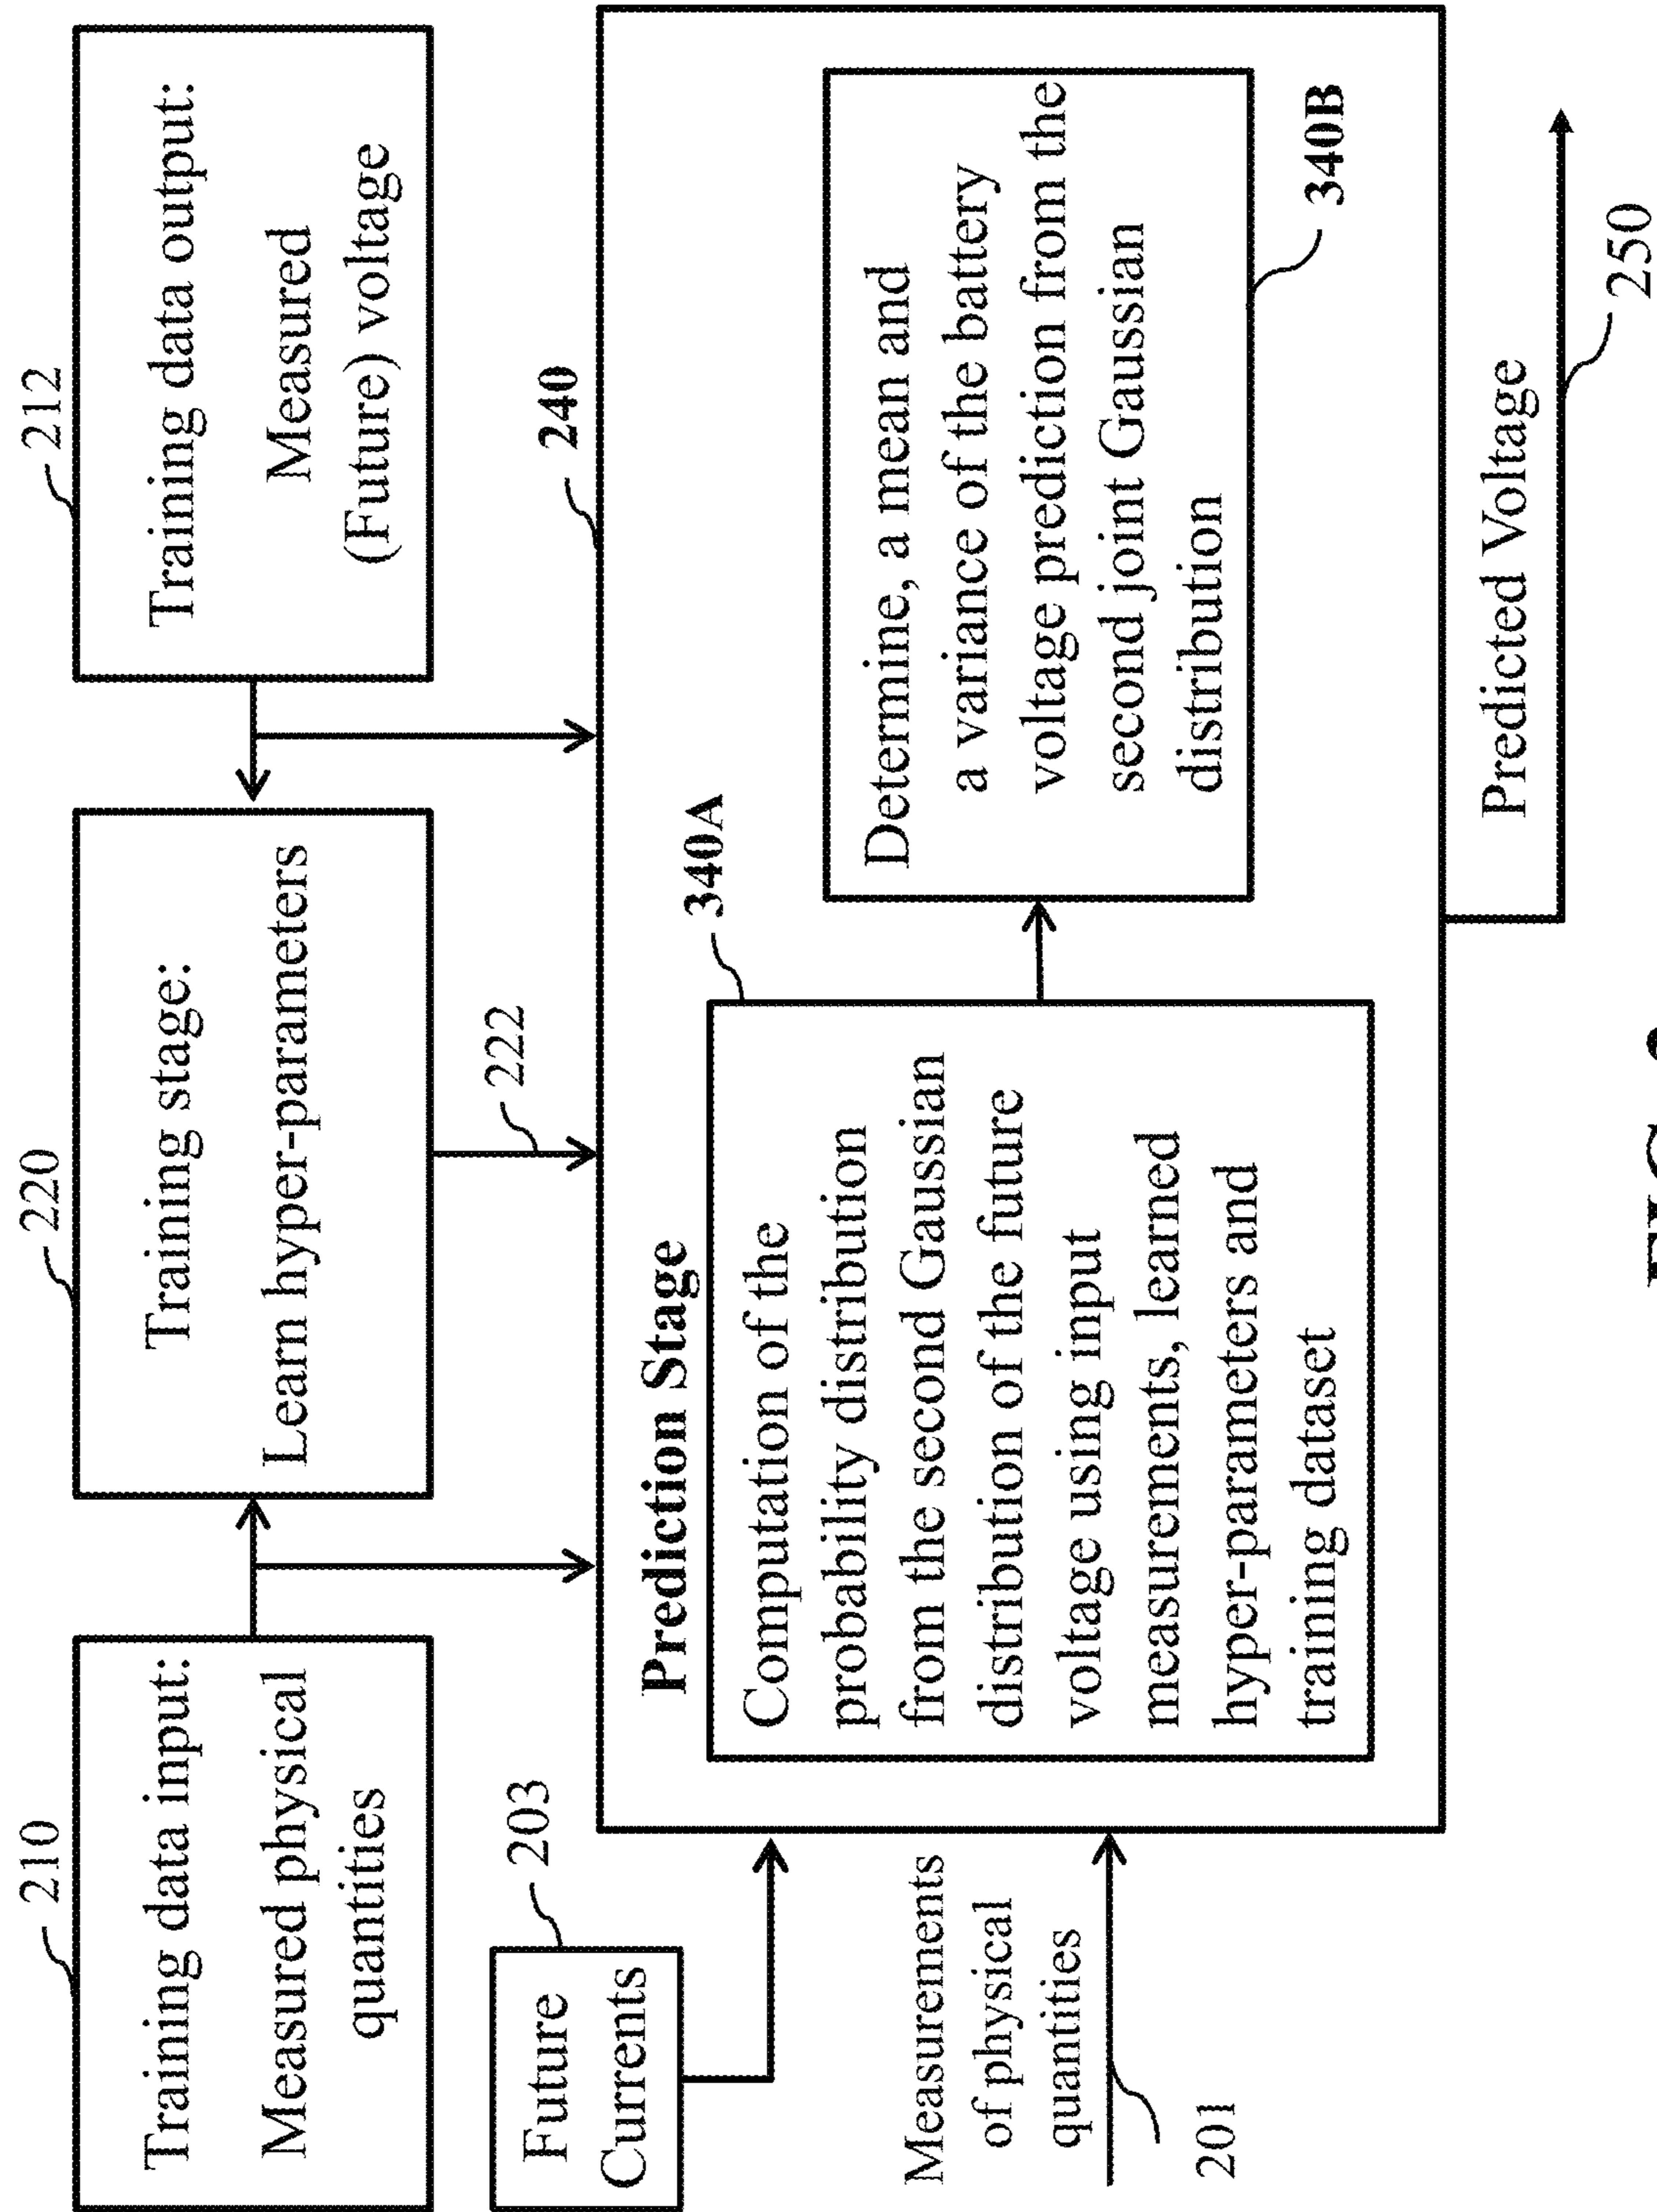 210
Training data input:
Measured physical
quantities
220
Training stage:
Learn hyper-parameters
212
Training data output:
Measured
(Future) voltage
222
240
203
Future
Currents
Measurements
of physical
quantities
201
Prediction Stage
340A
Computation of the
probability distribution
from the second Gaussian
distribution of the future
voltage using input
measurements, learned
hyper-parameters and
training dataset
Determine, a mean and
a variance of the battery
voltage prediction from the
second joint Gaussian
distribution
340B
Predicted Voltage
250